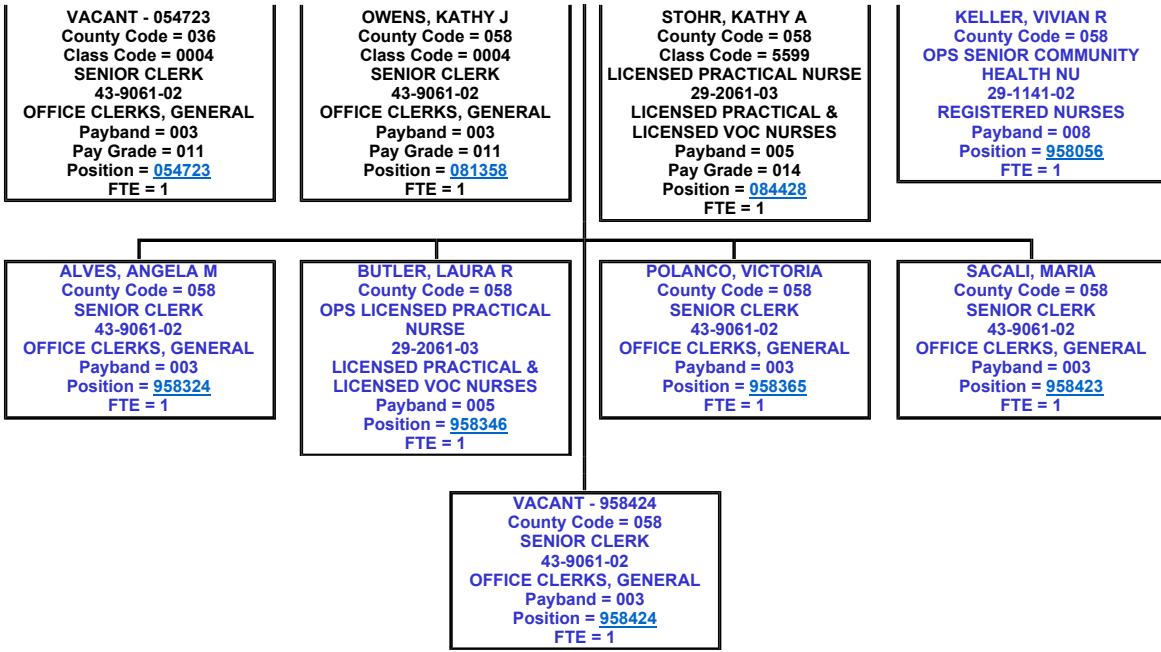 VACANT - 054723
County Code = 036
Class Code = 0004
SENIOR CLERK
43-9061-02
OFFICE CLERKS, GENERAL
Payband = 003
Pay Grade = 011
Position = 054723
FTE = 1
OWENS, KATHY J
County Code = 058
Class Code = 0004
SENIOR CLERK
43-9061-02
OFFICE CLERKS, GENERAL
Payband = 003
Pay Grade = 011
Position = 081358
FTE = 1
STOHR, KATHY A
County Code = 058
Class Code = 5599
LICENSED PRACTICAL NURSE
29-2061-03
LICENSED PRACTICAL &
LICENSED VOC NURSES
Payband = 005
Pay Grade = 014
Position = 084428
FTE = 1
KELLER, VIVIAN R
County Code = 058
OPS SENIOR COMMUNITY
HEALTH NU
29-1141-02
REGISTERED NURSES
Payband = 008
Position = 958056
FTE = 1
ALVES, ANGELA M
County Code = 058
SENIOR CLERK
43-9061-02
OFFICE CLERKS, GENERAL
Payband = 003
Position = 958324
FTE = 1
BUTLER, LAURA R
County Code = 058
OPS LICENSED PRACTICAL
NURSE
29-2061-03
LICENSED PRACTICAL &
LICENSED VOC NURSES
Payband = 005
Position = 958346
FTE = 1
POLANCO, VICTORIA
County Code = 058
SENIOR CLERK
43-9061-02
OFFICE CLERKS, GENERAL
Payband = 003
Position = 958365
FTE = 1
SACALI, MARIA
County Code = 058
SENIOR CLERK
43-9061-02
OFFICE CLERKS, GENERAL
Payband = 003
Position = 958423
FTE = 1
VACANT - 958424
County Code = 058
SENIOR CLERK
43-9061-02
OFFICE CLERKS, GENERAL
Payband = 003
Position = 958424
FTE = 1